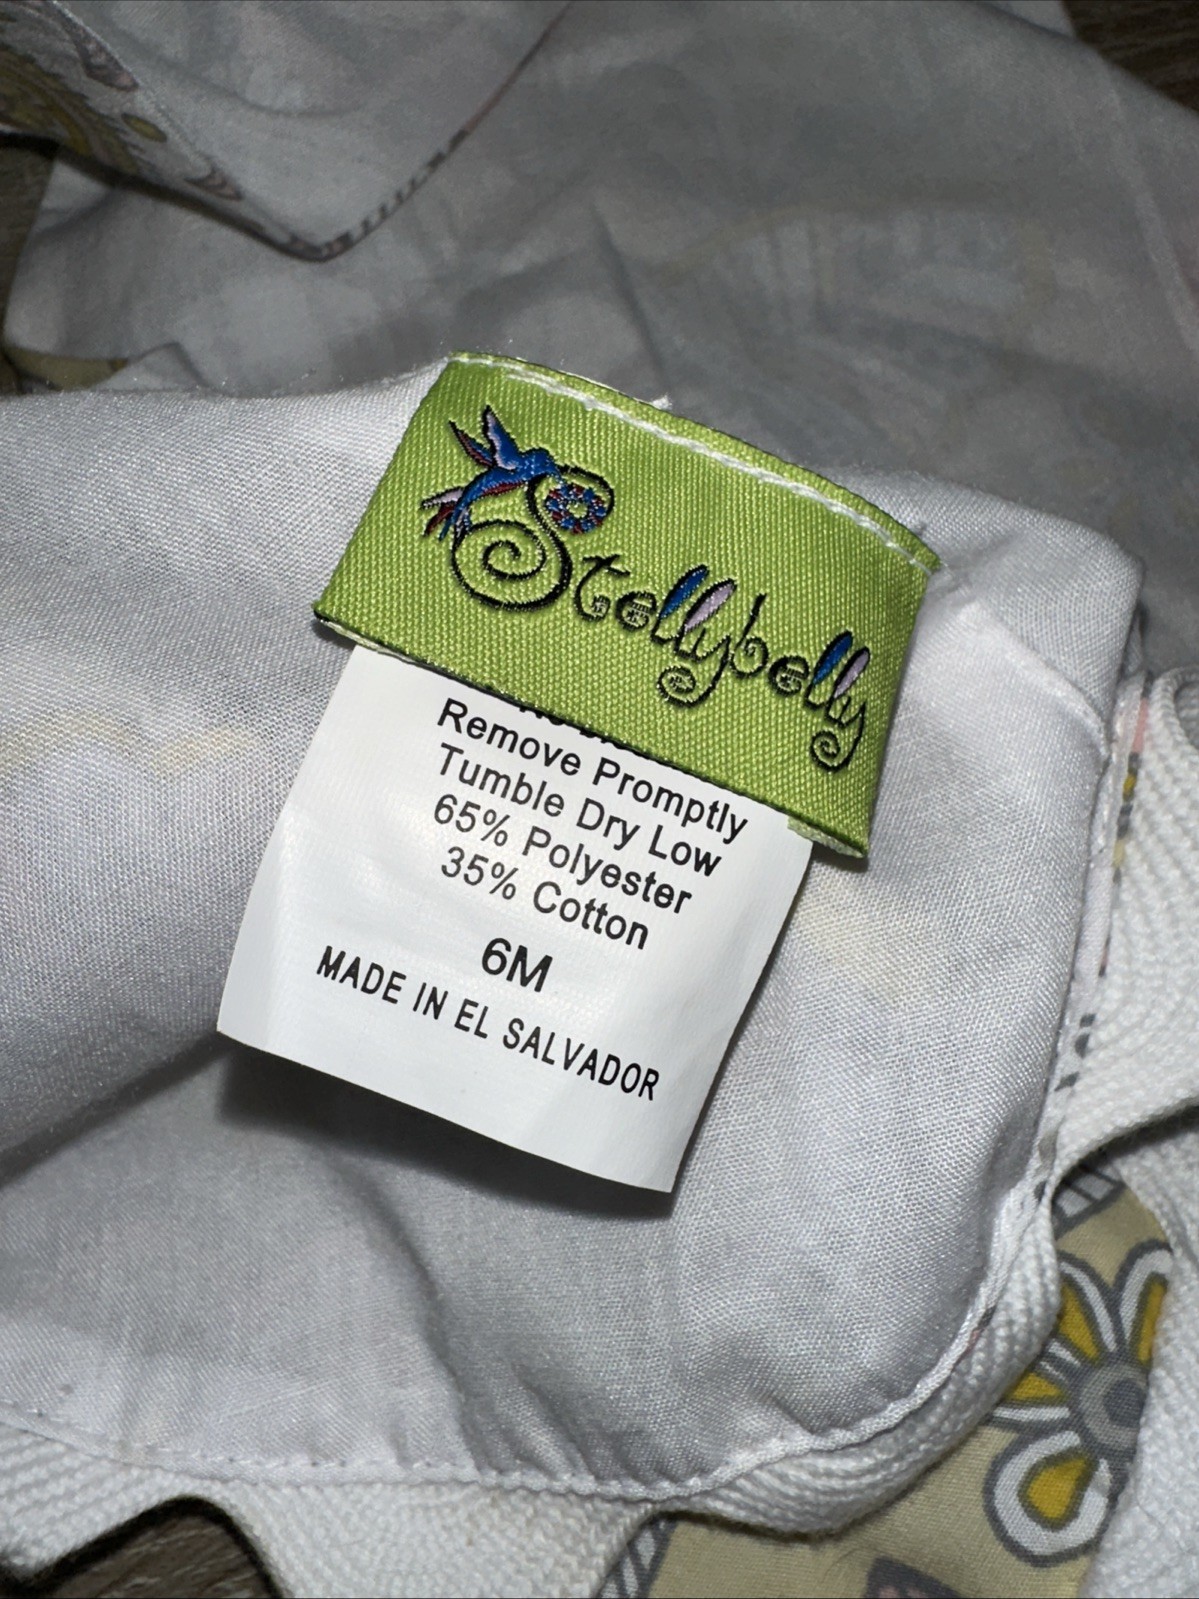 Stellybelly
Remove Promptly
Tumble Dry Low
65% Polyester
35% Cotton
6M
MADE IN EL SALVADOR